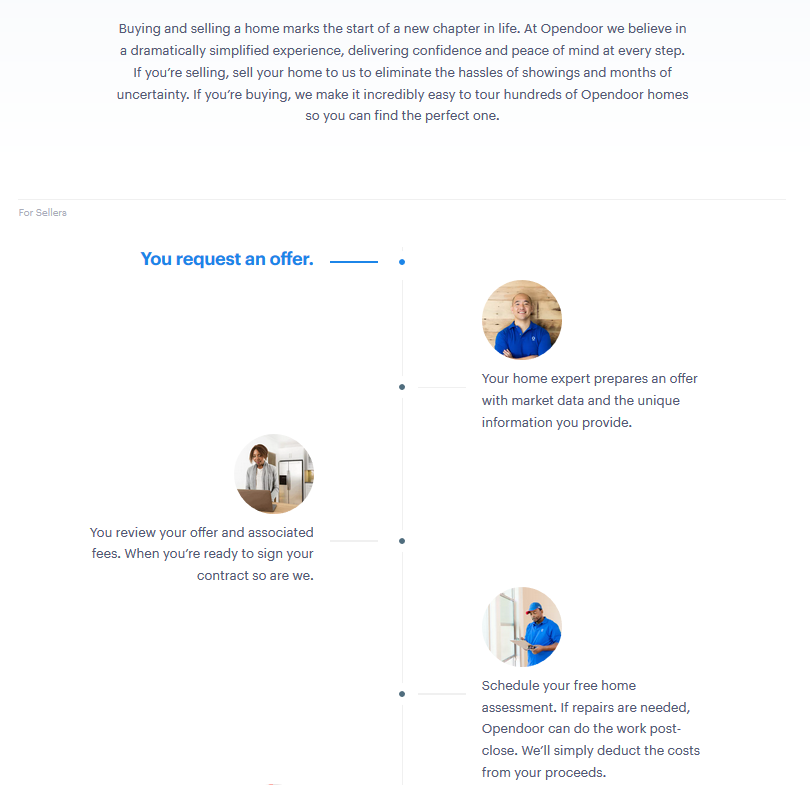 Buying and selling a home marks the start of a new chapter in life. At Opendoor we believe in
a dramatically simplified experience, delivering confidence and peace of mind at every step.
If you’re selling, sell your home to us to eliminate the hassles of showings and months of
uncertainty. If you’re buying, we make it incredibly easy to tour hundreds of Opendoor homes
so you can find the perfect one.
For Sellers
You request an offer.
Your home expert prepares an offer
with market data and the unique
information you provide.
You review your offer and associated
fees. When you’re ready to sign your
contract so are we.
Schedule your free home
assessment. If repairs are needed,
Opendoor can do the work post-
close. We’ll simply deduct the costs
from your proceeds.